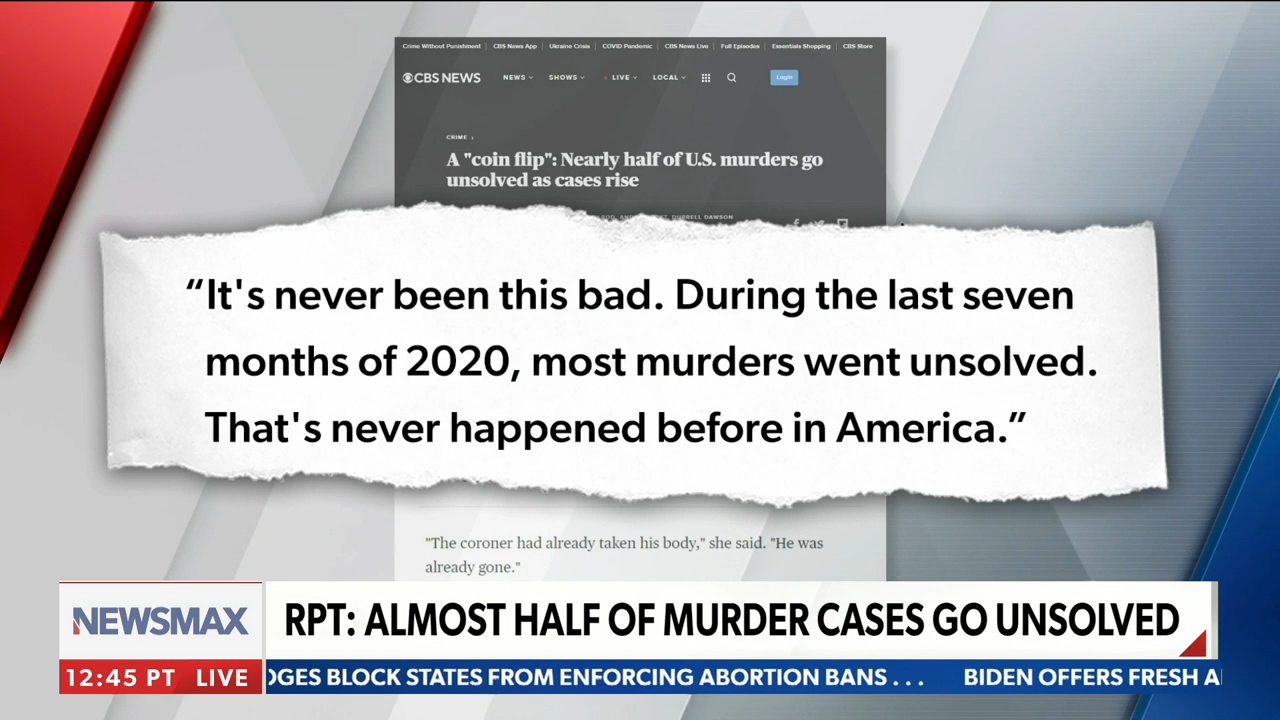 Crime Without Punishment CBS News App Ukraine Crisis COVID Pandemic CBS News Live Full Episodes Essentials Shopping CBS Store
CBS NEWS NEWS SHOWS LIVE LOCAL Login
CRIME ›
A "coin flip": Nearly half of U.S. murders go
unsolved as cases rise
DURRELL DAWSON
“It's never been this bad. During the last seven
months of 2020, most murders went unsolved.
That's never happened before in America.”
"The coroner had already taken his body," she said. "He was
already gone."
NEWSMAX
RPT: ALMOST HALF OF MURDER CASES GO UNSOLVED
12:45 PT LIVE
DGES BLOCK STATES FROM ENFORCING ABORTION BANS . . . BIDEN OFFERS FRESH A